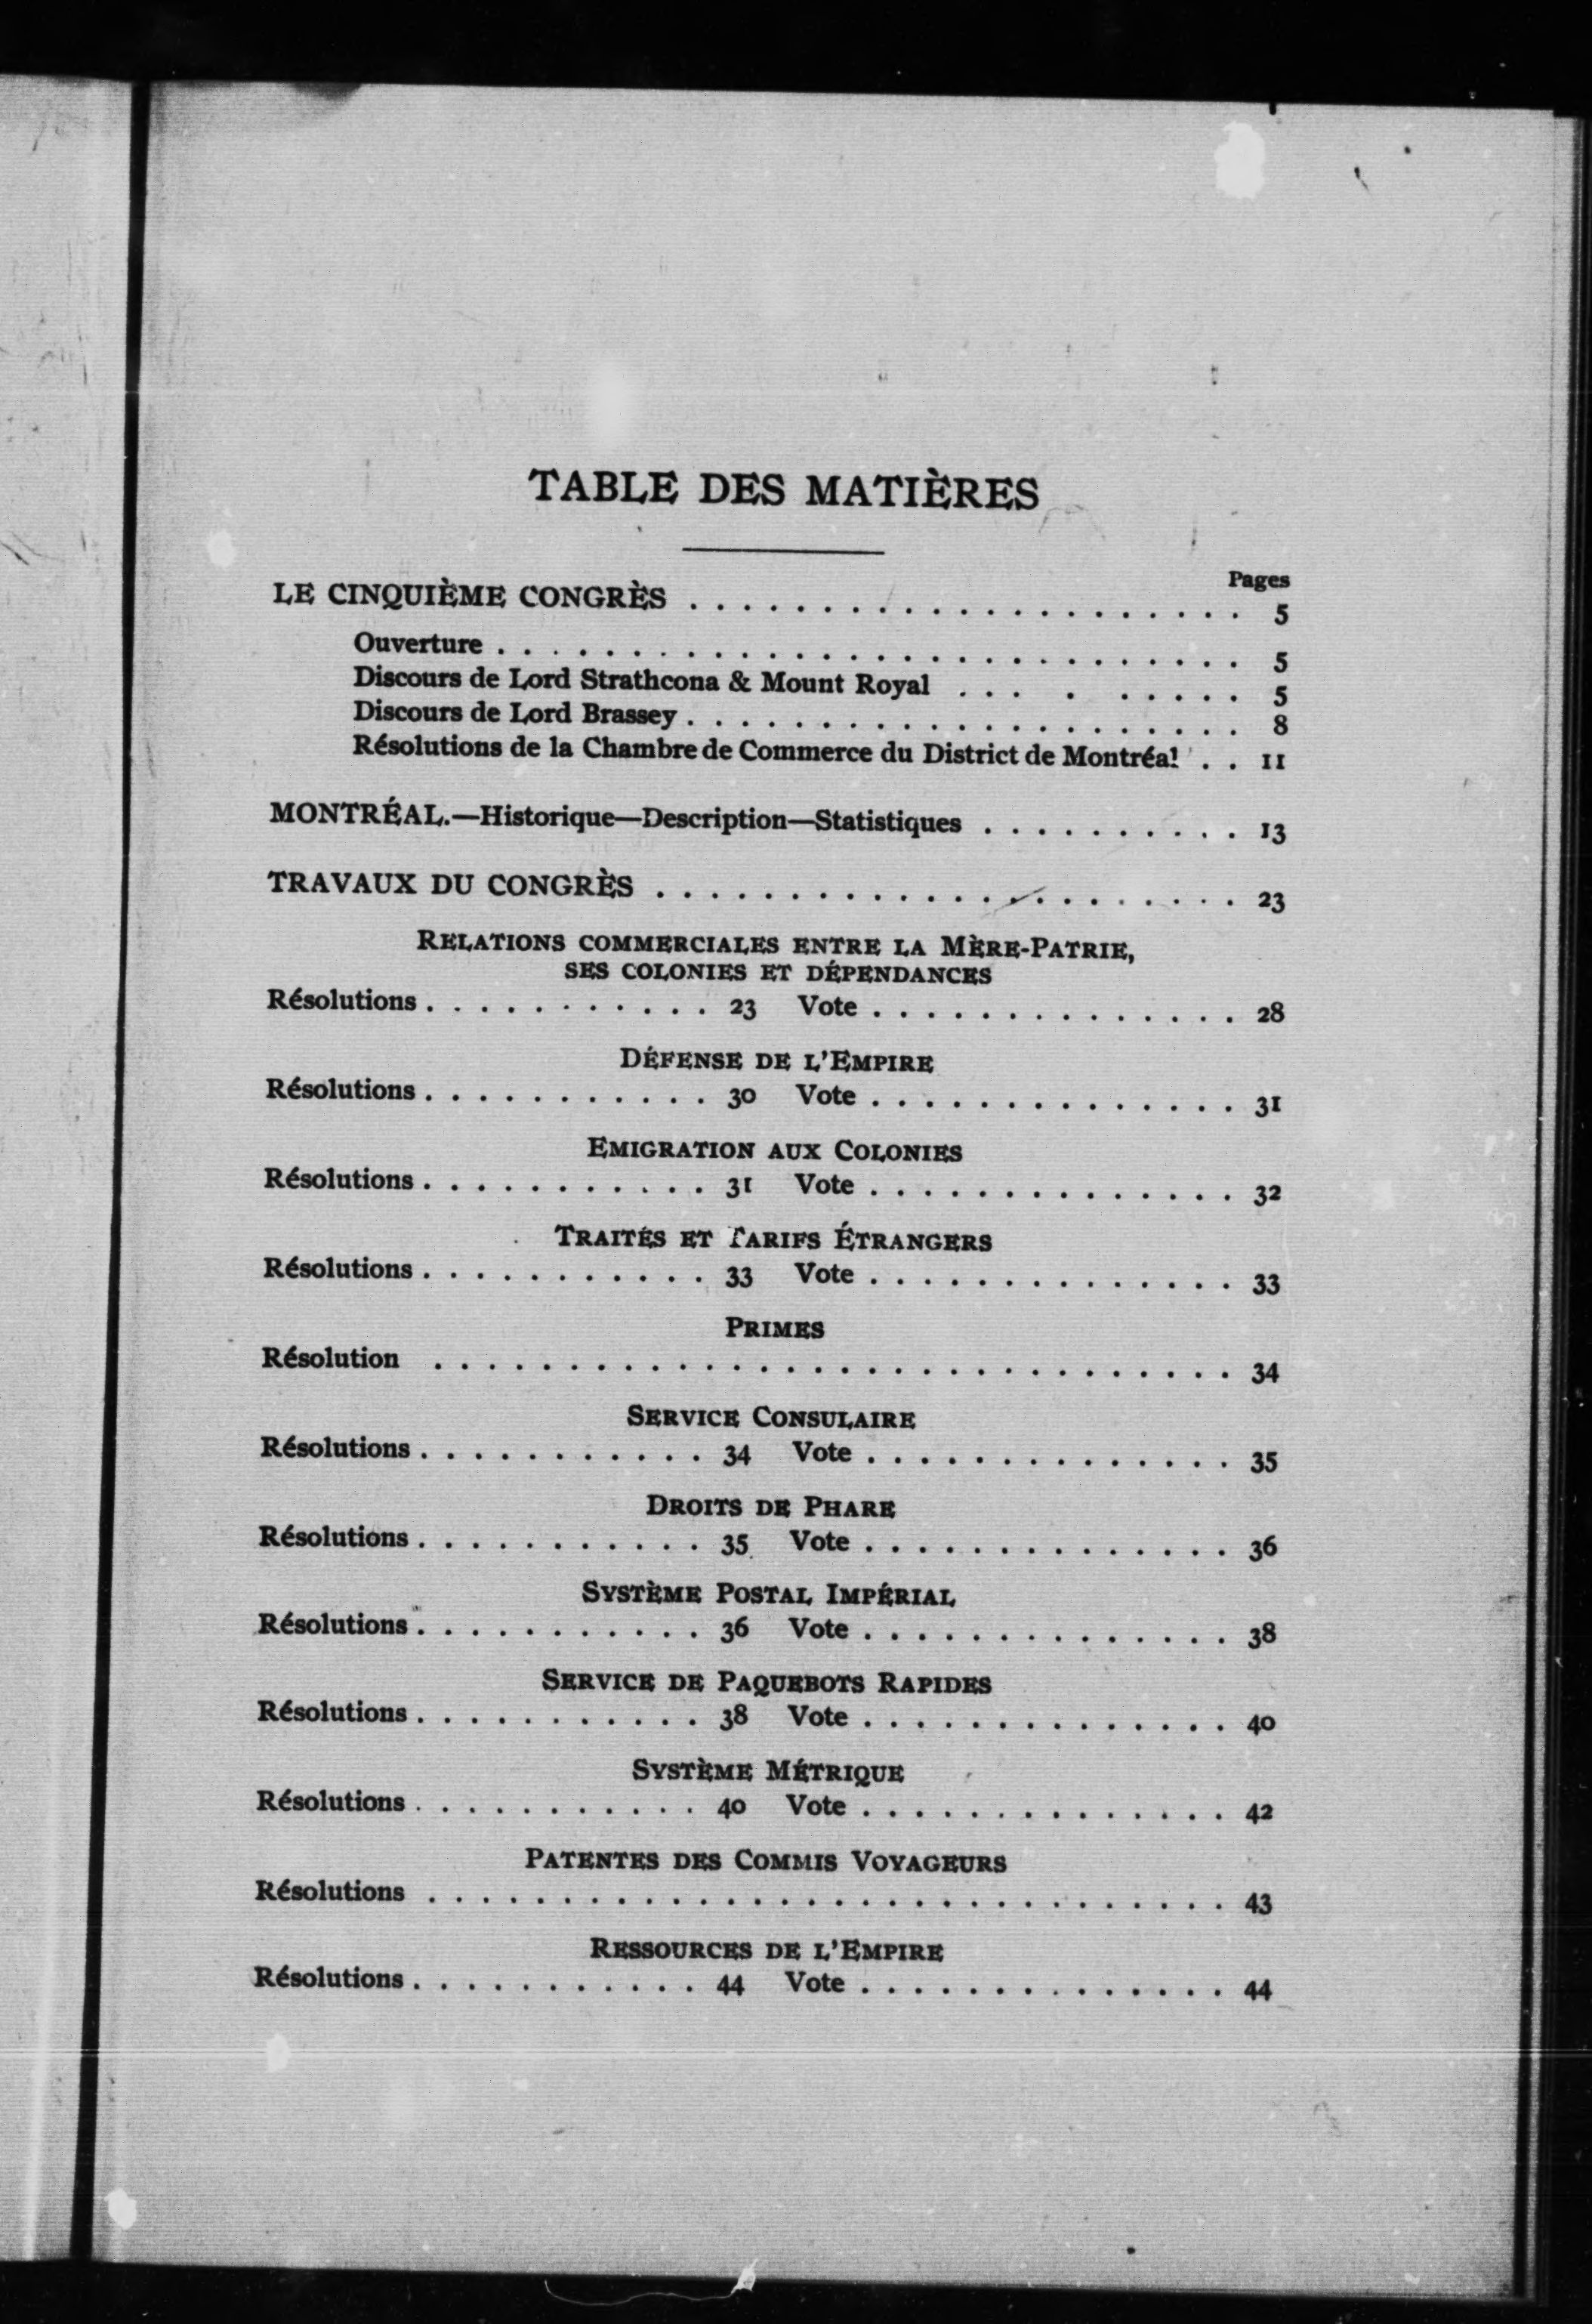 TABLE DES MATIÈRES
Pages
LE CINQUIÈME CONGRÈS . . . . . . . . . . . . . . . . . . . . . 5
Ouverture . . . . . . . . . . . . . . . . . . . . . . . . . . . . 5
Discours de Lord Strathcona & Mount Royal . . . . . . . . . 5
Discours de Lord Brassey . . . . . . . . . . . . . . . . . . . . . 8
Résolutions de la Chambre de Commerce du District de Montréal . . 11
MONTRÉAL.—Historique—Description—Statistiques . . . . . . . . . . 13
TRAVAUX DU CONGRÈS . . . . . . . . . . . . . . . . . . . . . . 23
RELATIONS COMMERCIALES ENTRE LA MÈRE-PATRIE,
SES COLONIES ET DÉPENDANCES
Résolutions . . . . . . . . . . . 23 Vote . . . . . . . . . . . . . . 28
DÉFENSE DE L'EMPIRE
Résolutions . . . . . . . . . . . 30 Vote . . . . . . . . . . . . . . 31
EMIGRATION AUX COLONIES
Résolutions . . . . . . . . . . . 31 Vote . . . . . . . . . . . . . . 32
TRAITÉS ET TARIFS ÉTRANGERS
Résolutions . . . . . . . . . . . 33 Vote . . . . . . . . . . . . . . 33
PRIMES
Résolution . . . . . . . . . . . . . . . . . . . . . . . . . . . . . . 34
SERVICE CONSULAIRE
Résolutions . . . . . . . . . . . 34 Vote . . . . . . . . . . . . . . 35
DROITS DE PHARE
Résolutions . . . . . . . . . . . 35 Vote . . . . . . . . . . . . . . 36
SYSTÈME POSTAL IMPÉRIAL
Résolutions . . . . . . . . . . . 36 Vote . . . . . . . . . . . . . . 38
SERVICE DE PAQUEBOTS RAPIDES
Résolutions . . . . . . . . . . . 38 Vote . . . . . . . . . . . . . . 40
SYSTÈME MÉTRIQUE
Résolutions . . . . . . . . . . . 40 Vote . . . . . . . . . . . . . . 42
PATENTES DES COMMIS VOYAGEURS
Résolutions . . . . . . . . . . . . . . . . . . . . . . . . . . . . . . 43
RESSOURCES DE L'EMPIRE
Résolutions . . . . . . . . . . . 44 Vote . . . . . . . . . . . . . . 44